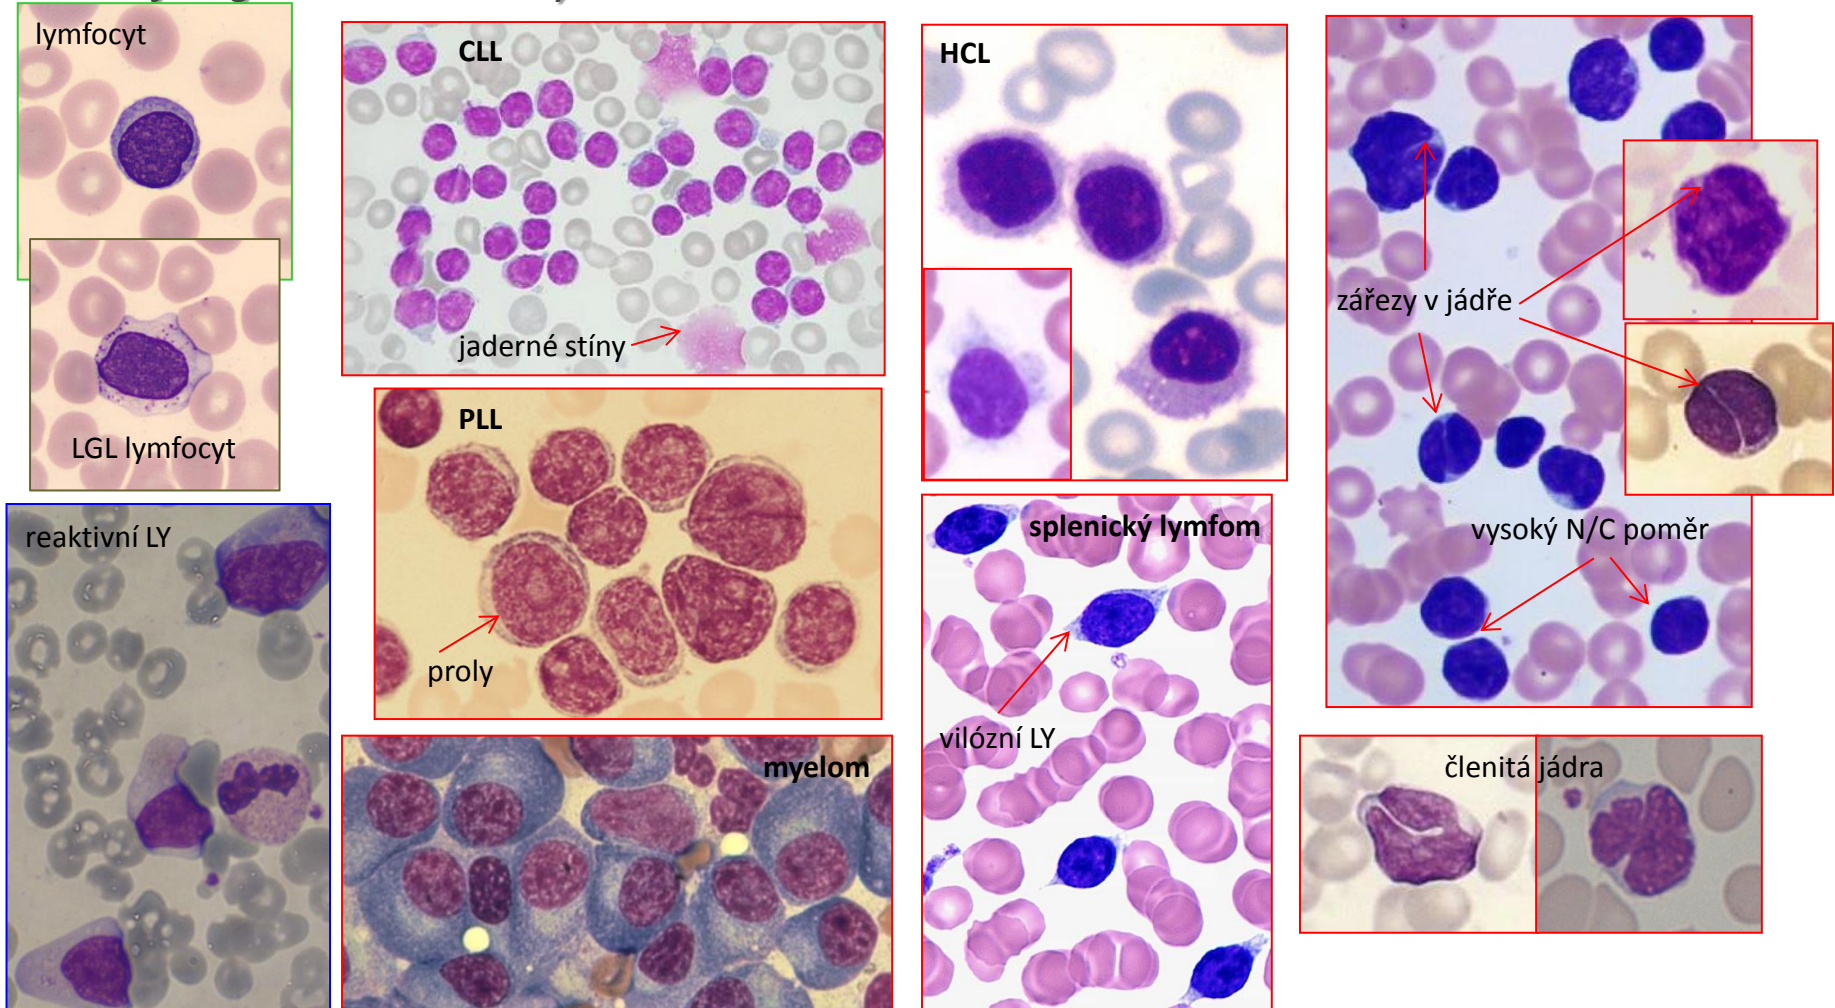 lymfocyt
LGL lymfocyt
reaktivní LY
CLL
jaderné stíny
PLL
proly
myelom
HCL
splenický lymfom
vilózní LY
zářezy v jádře
vysoký N/C poměr
členitá jádra